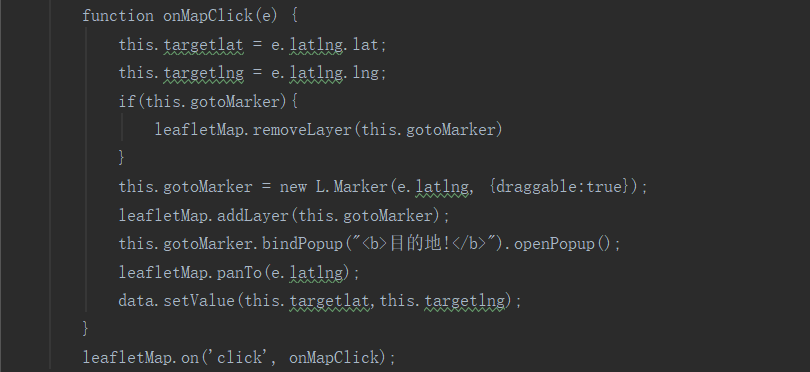 function onMapClick(e) {
this.targetlat = e.latlng.lat;
this.targetlng = e.latlng.lng;
if(this.gotoMarker){
leafletMap.removeLayer(this.gotoMarker)
}
this.gotoMarker = new L.Marker(e.latlng, {draggable:true});
leafletMap.addLayer(this.gotoMarker);
this.gotoMarker.bindPopup("<b>目的地!</b>").openPopup();
leafletMap.panTo(e.latlng);
data.setValue(this.targetlat,this.targetlng);
}
leafletMap.on('click', onMapClick);